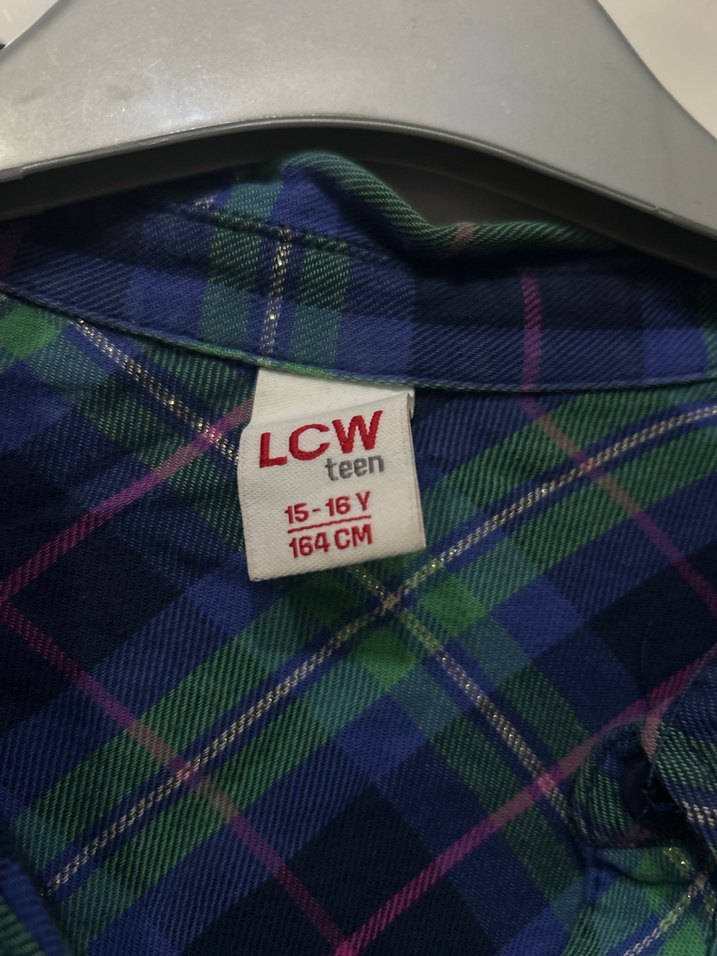 LCW
teen
15-16 Y
164 CM